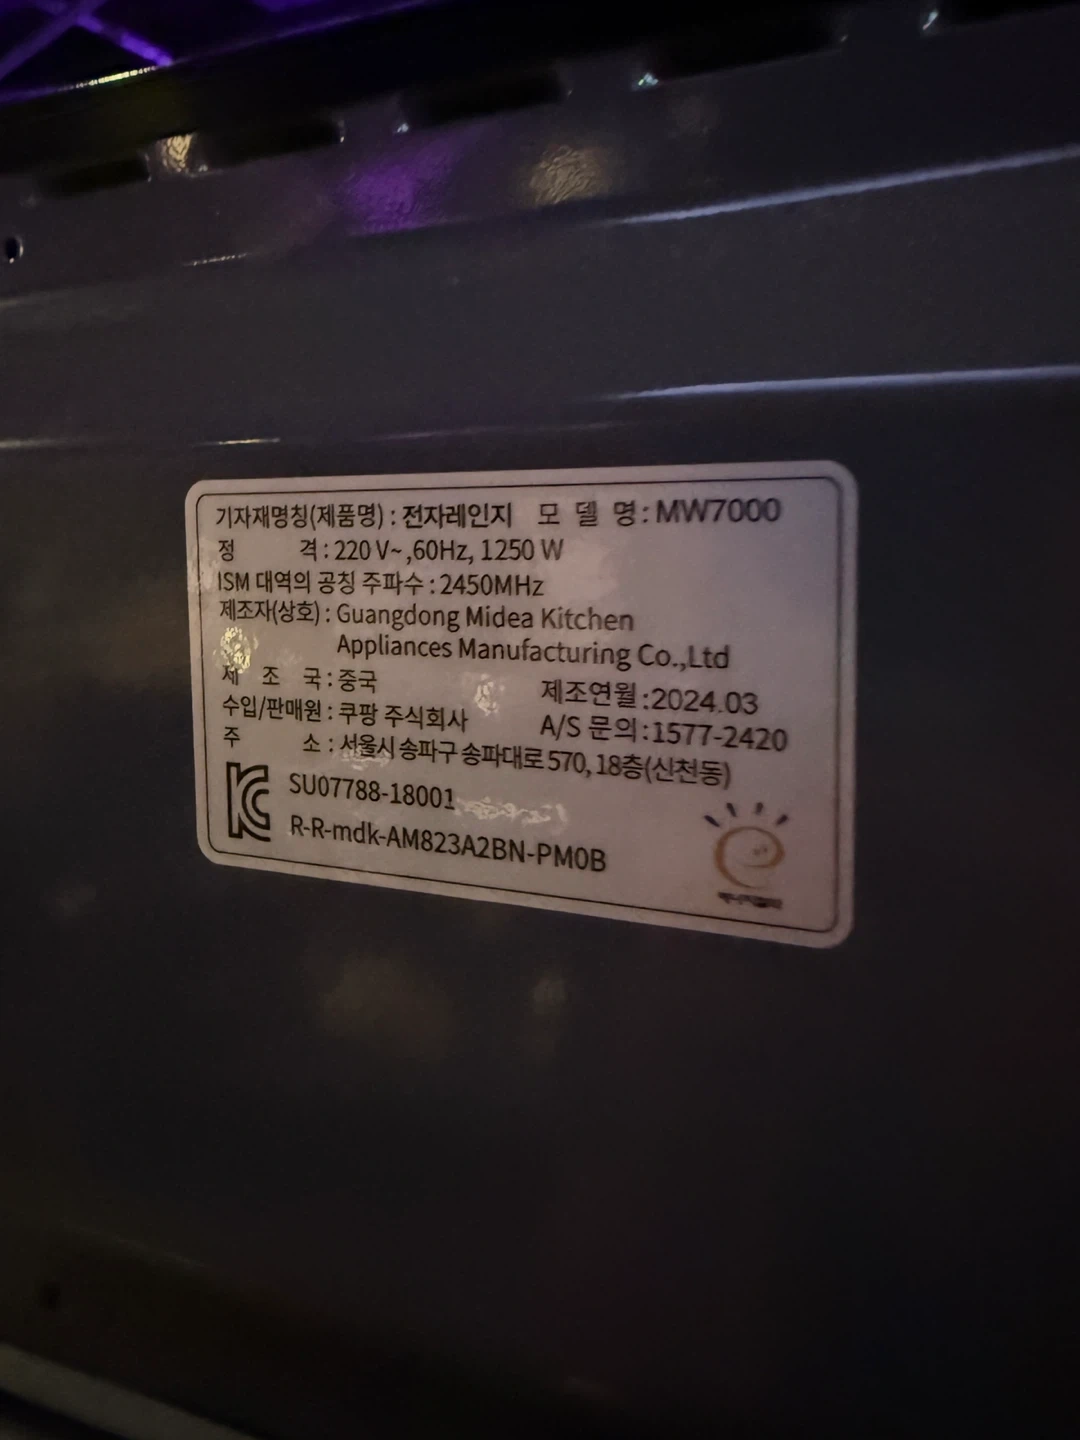 기자재명칭(제품명) : 전자레인지 모 델 명 : MW7000
정 격 : 220 V~ ,60Hz, 1250 W
ISM 대역의 공칭 주파수 : 2450MHz
제조자(상호) : Guangdong Midea Kitchen
Appliances Manufacturing Co.,Ltd
제 조 국 : 중국 제조연월 : 2024.03
수입/판매원 : 쿠팡 주식회사 A/S 문의 : 1577-2420
주 소 : 서울시 송파구 송파대로 570, 18층(신천동)
SU07788-18001
R-R-mdk-AM823A2BN-PM0B